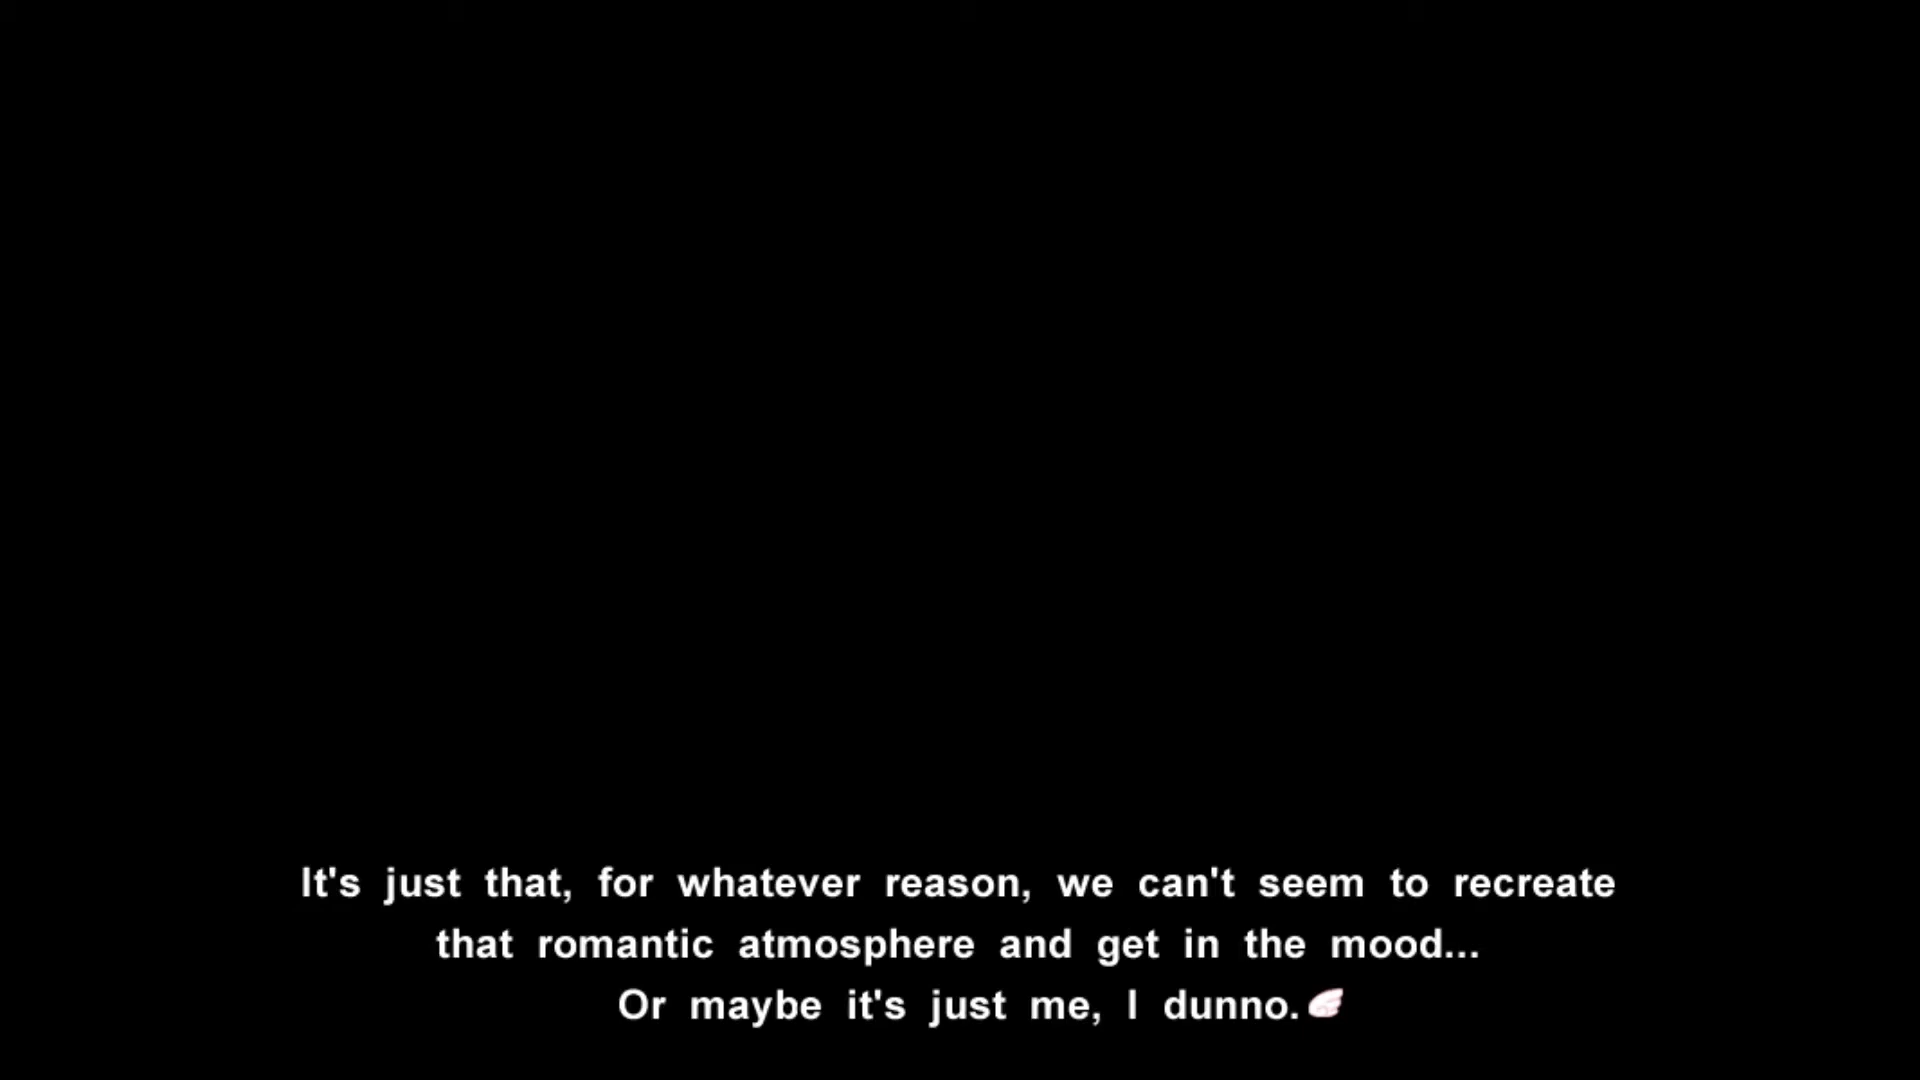 It's just that, for whatever reason, we can't seem to recreate
that romantic atmosphere and get in the mood...
Or maybe it's just me, I dunno.